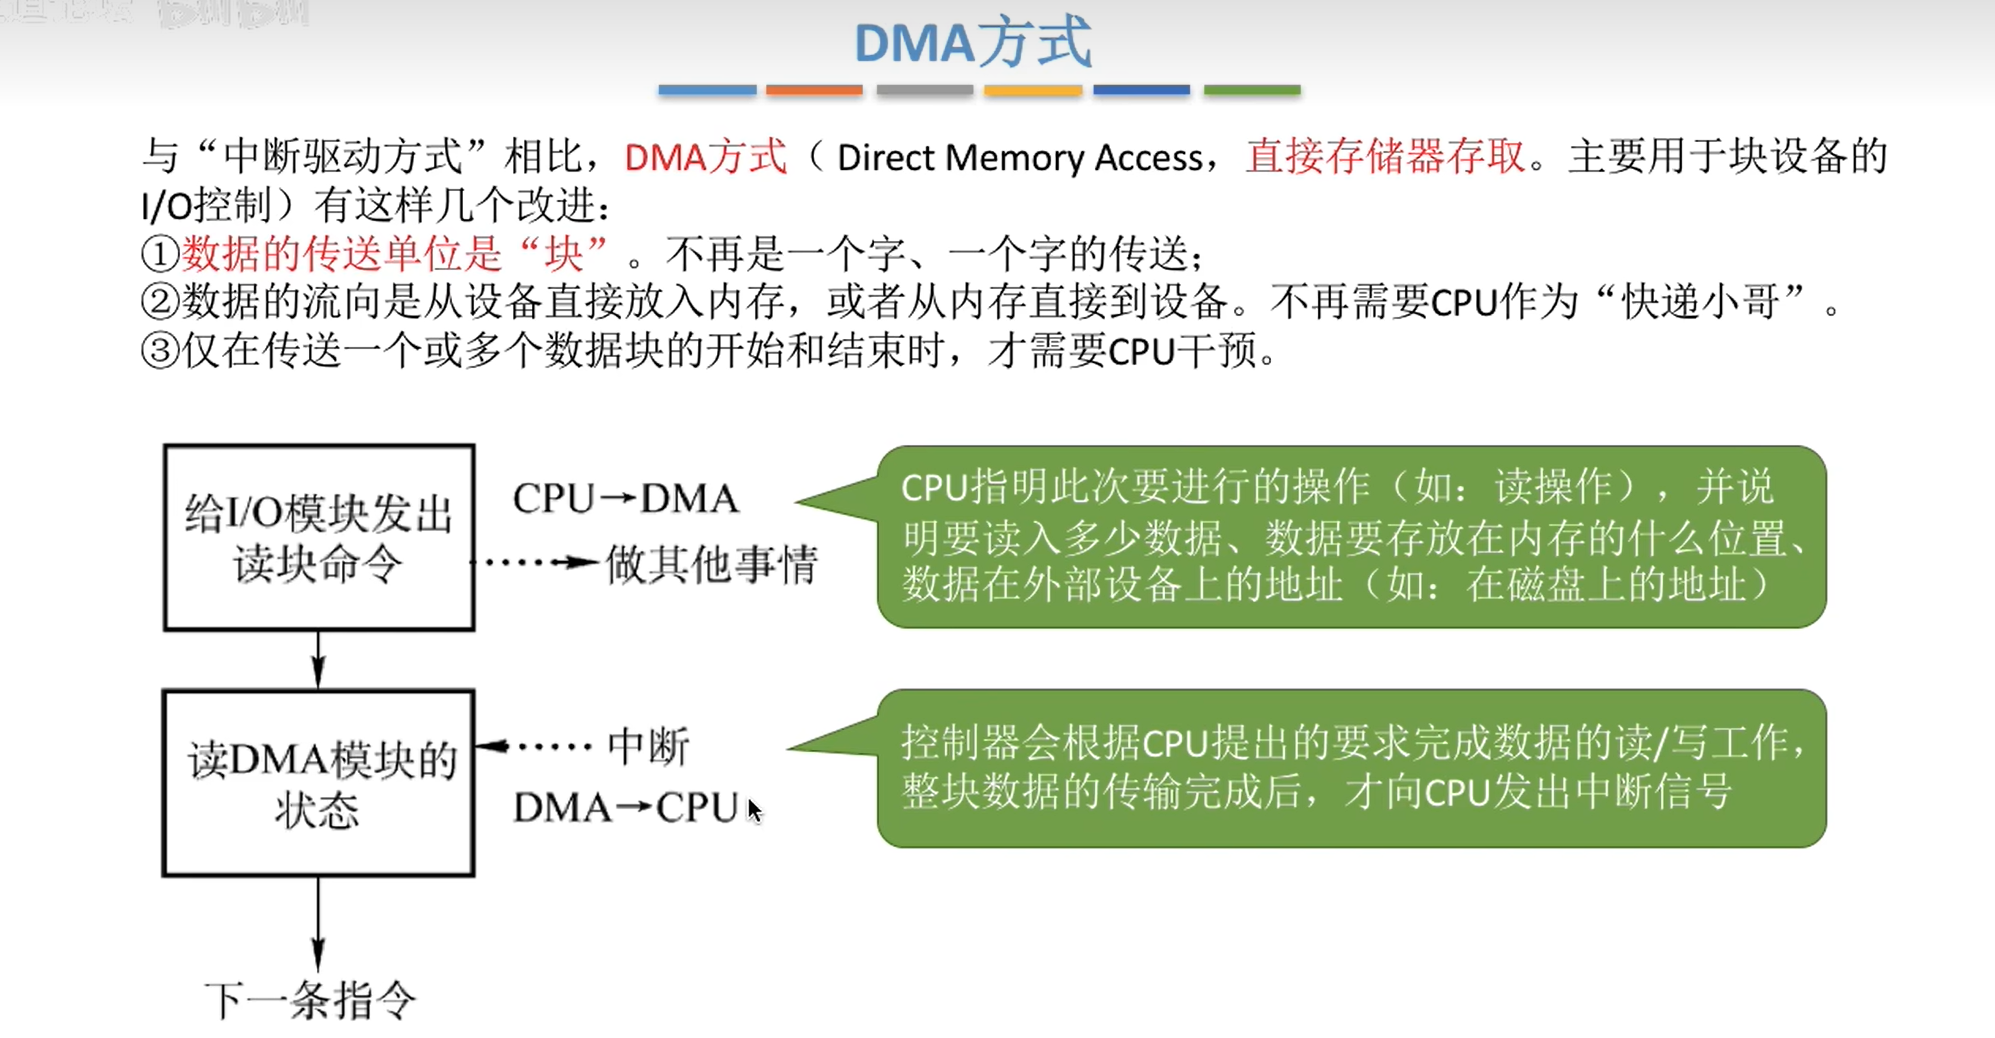 DMA方式
与“中断驱动方式”相比，DMA方式（ Direct Memory Access，直接存储器存取。主要用于块设备的
I/O控制）有这样几个改进：
①数据的传送单位是“块”。不再是一个字、一个字的传送；
②数据的流向是从设备直接放入内存，或者从内存直接到设备。不再需要CPU作为“快递小哥”。
③仅在传送一个或多个数据块的开始和结束时，才需要CPU干预。
给I/O模块发出
读块命令
CPU→DMA
做其他事情
CPU指明此次要进行的操作（如：读操作），并说
明要读入多少数据、数据要存放在内存的什么位置、
数据在外部设备上的地址（如：在磁盘上的地址）
读DMA模块的
状态
中断
DMA→CPU
控制器会根据CPU提出的要求完成数据的读/写工作，
整块数据的传输完成后，才向CPU发出中断信号
下一条指令